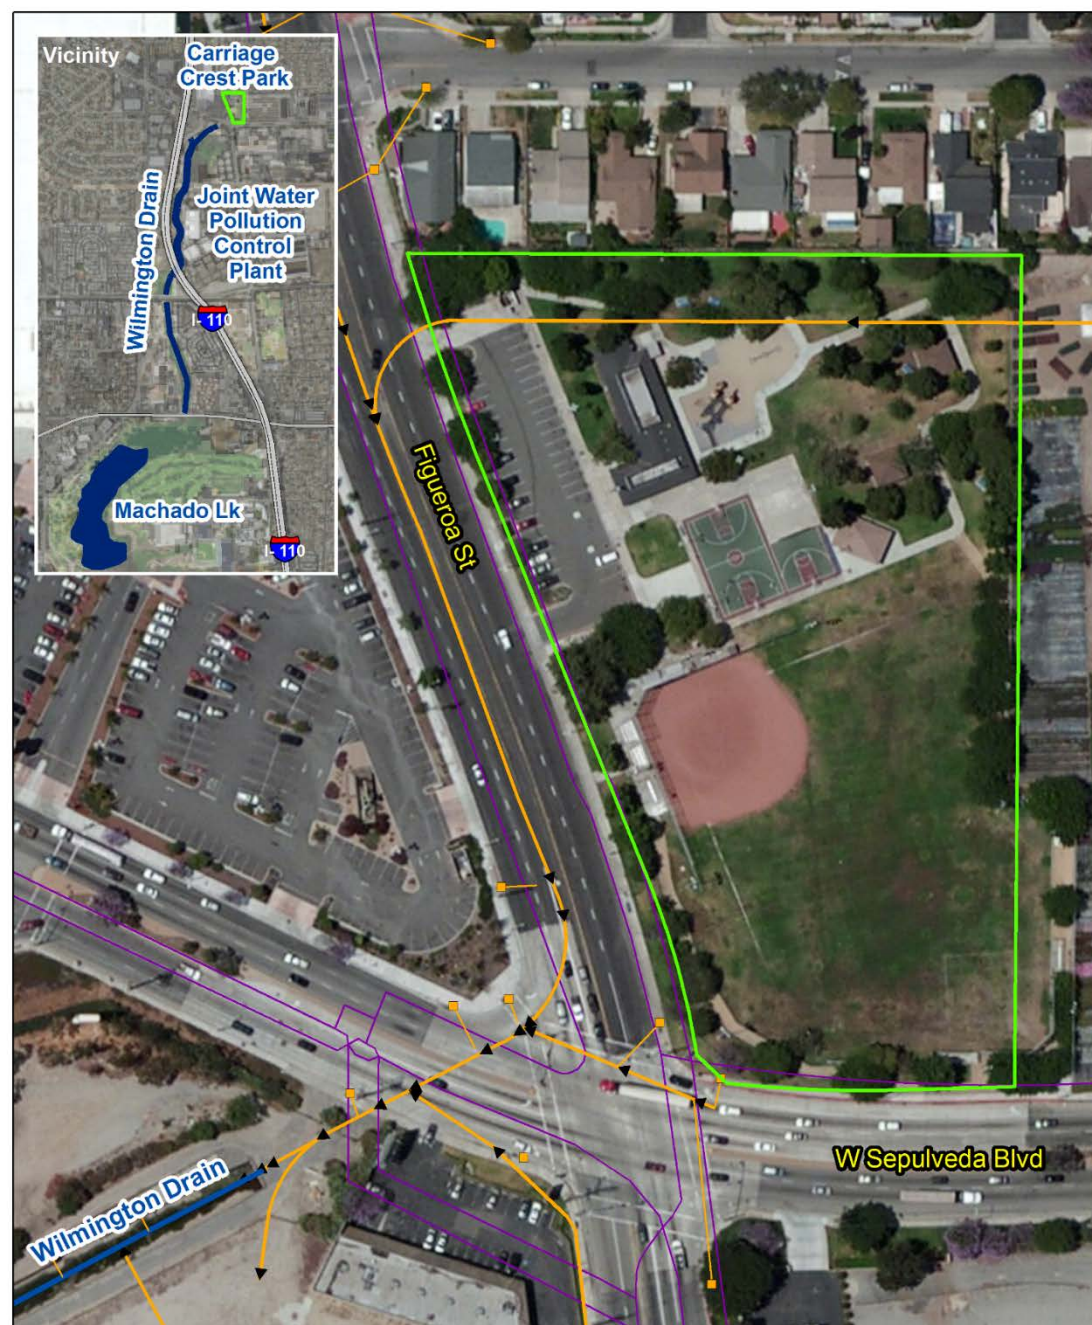 Vicinity
Carriage
Crest Park
Wilmington Drain
Joint Water
Pollution
Control
Plant
I- 110
Machado Lk
I- 110
Figueroa St
W Sepulveda Blvd
Wilmington Drain